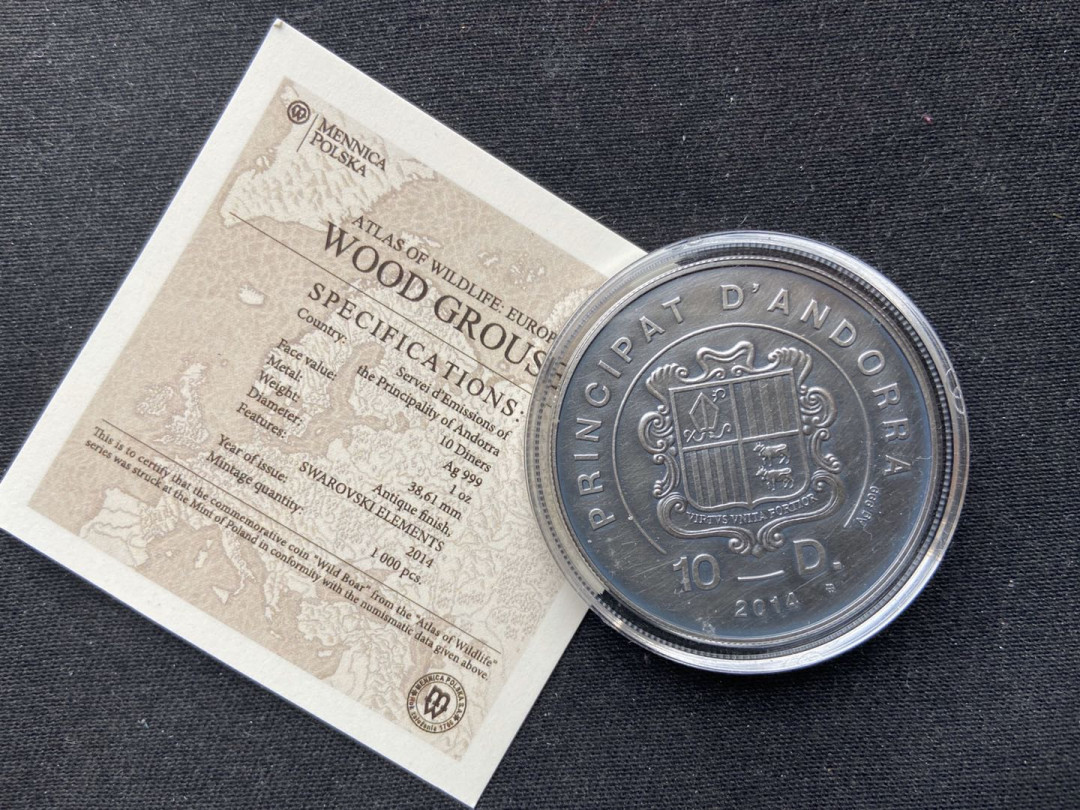 MENNICA
POLSKA
ATLAS OF WILDLIFE: EUROP
WOOD GROUS
SPECIFICATIONS:
Country: Servei d'Emissions of
the Principality of Andorra
Face value: 10 Diners
Metal: Ag 999
Weight: 1 oz
Diameter: 38,61 mm
Features: Antique finish,
SWAROVSKI ELEMENTS
Year of issue: 2014
Mintage quantity: 1 000 pcs.
This is to certify that the commemorative coin "Wild Boar" from the "Atlas of Wildlife"
series was struck at the Mint of Poland in conformity with the numismatic data given above.
MENNICA POLSKA S.A.
PRINCIPAT D'ANDORRA
VIRTVS VNITA FORTIOR
Ag 999
10 D.
2014